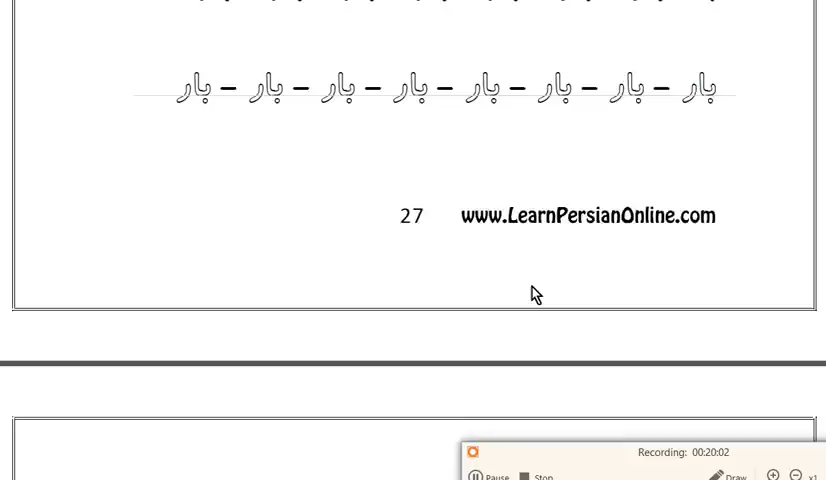 بار – بار – بار – بار – بار – بار – بار – بار
27 www.LearnPersianOnline.com
Recording: 00:20:02
Pause Stop Draw x1